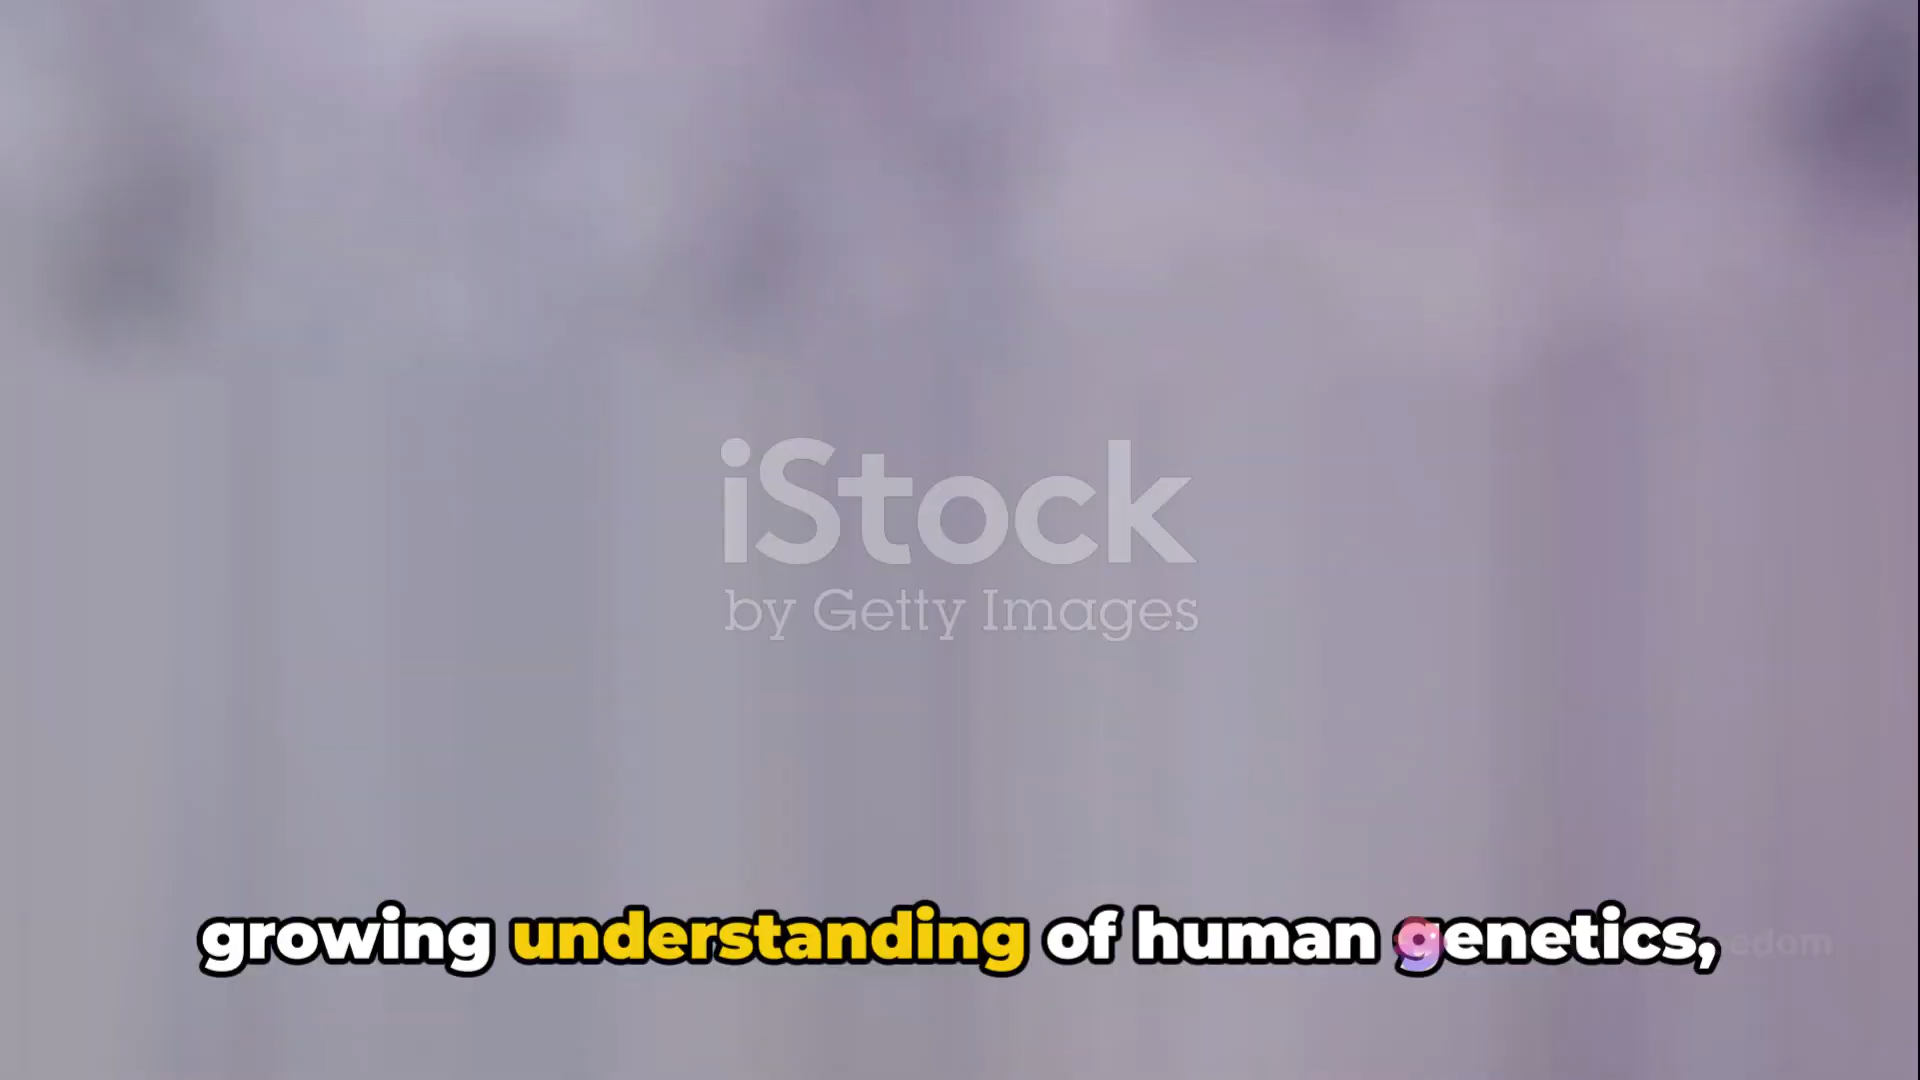 iStock
by Getty Images
growing understanding of human genetics,